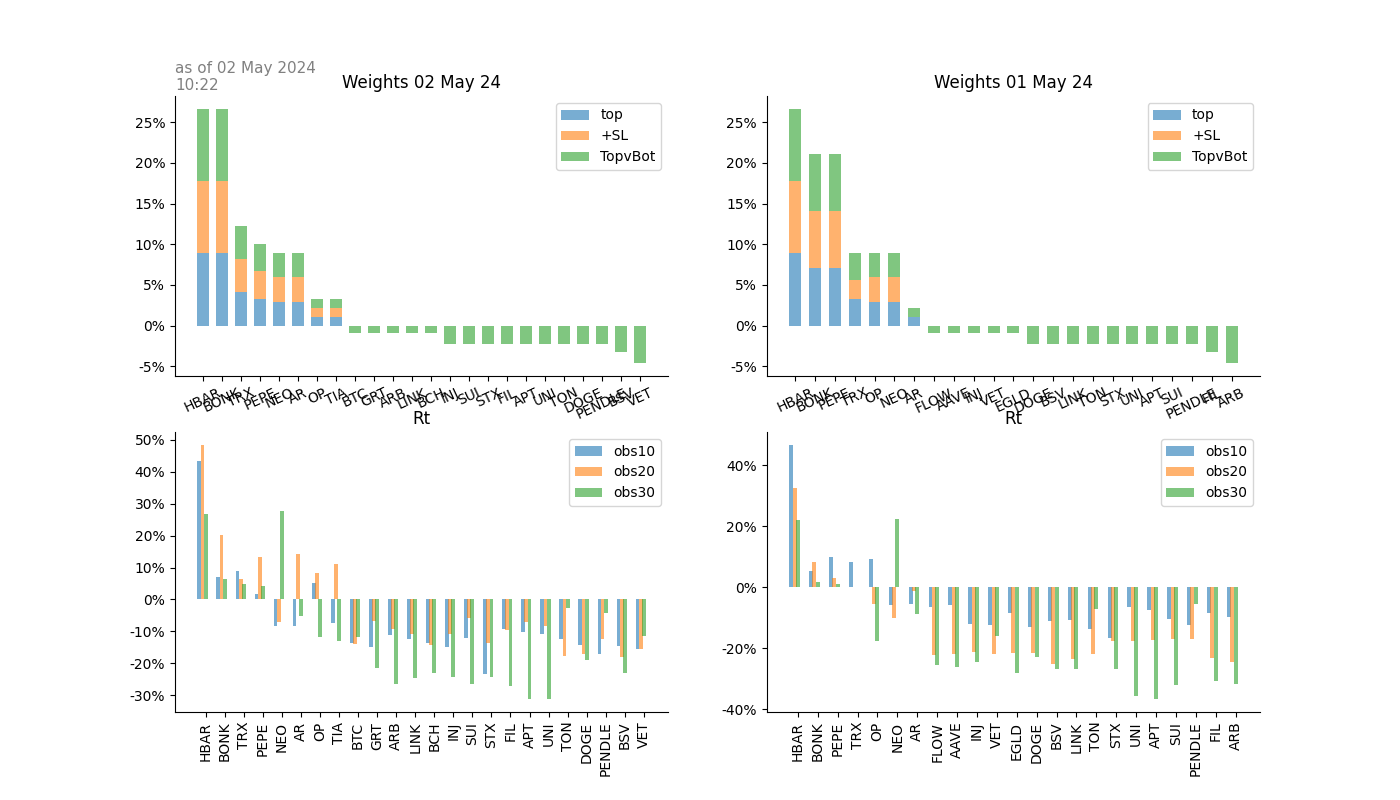 as of 02 May 2024
10:22
Weights 02 May 24
25%
20%
15%
10%
5%
0%
-5%
top
+SL
TopvBot
HBAR BONK TRX PEPE NEO AR OP TIA BTC GRT ARB LINK BCH INJ SUI STX FIL APT UNI TON DOGE PENDLE BSV VET
Weights 01 May 24
25%
20%
15%
10%
5%
0%
-5%
top
+SL
TopvBot
HBAR BONK PEPE TRX OP NEO AR FLOW AAVE INJ VET EGLD DOGE BSV LINK TON STX UNI APT SUI PENDLE FIL ARB
Rt
50%
40%
30%
20%
10%
0%
-10%
-20%
-30%
obs10
obs20
obs30
HBAR BONK TRX PEPE NEO AR OP TIA BTC GRT ARB LINK BCH INJ SUI STX FIL APT UNI TON DOGE PENDLE BSV VET
Rt
40%
20%
0%
-20%
-40%
obs10
obs20
obs30
HBAR BONK PEPE TRX OP NEO AR FLOW AAVE INJ VET EGLD DOGE BSV LINK TON STX UNI APT SUI PENDLE FIL ARB